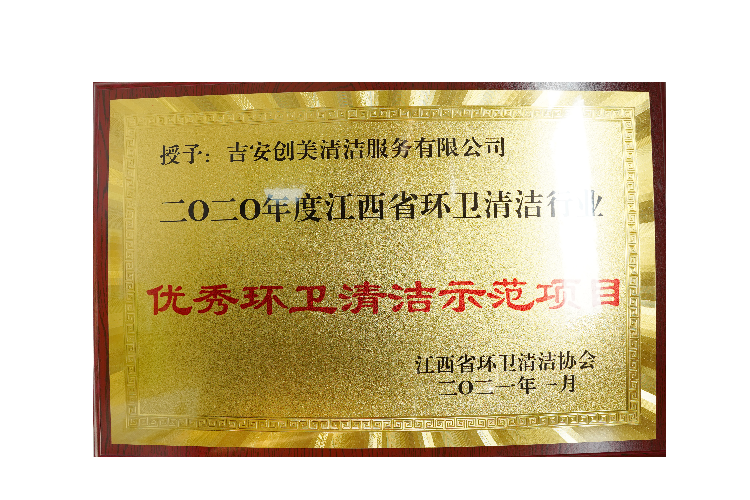 授予：吉安创美清洁服务有限公司
二O二O年度江西省环卫清洁行业
优秀环卫清洁示范项目
江西省环卫清洁协会
二O二一年一月